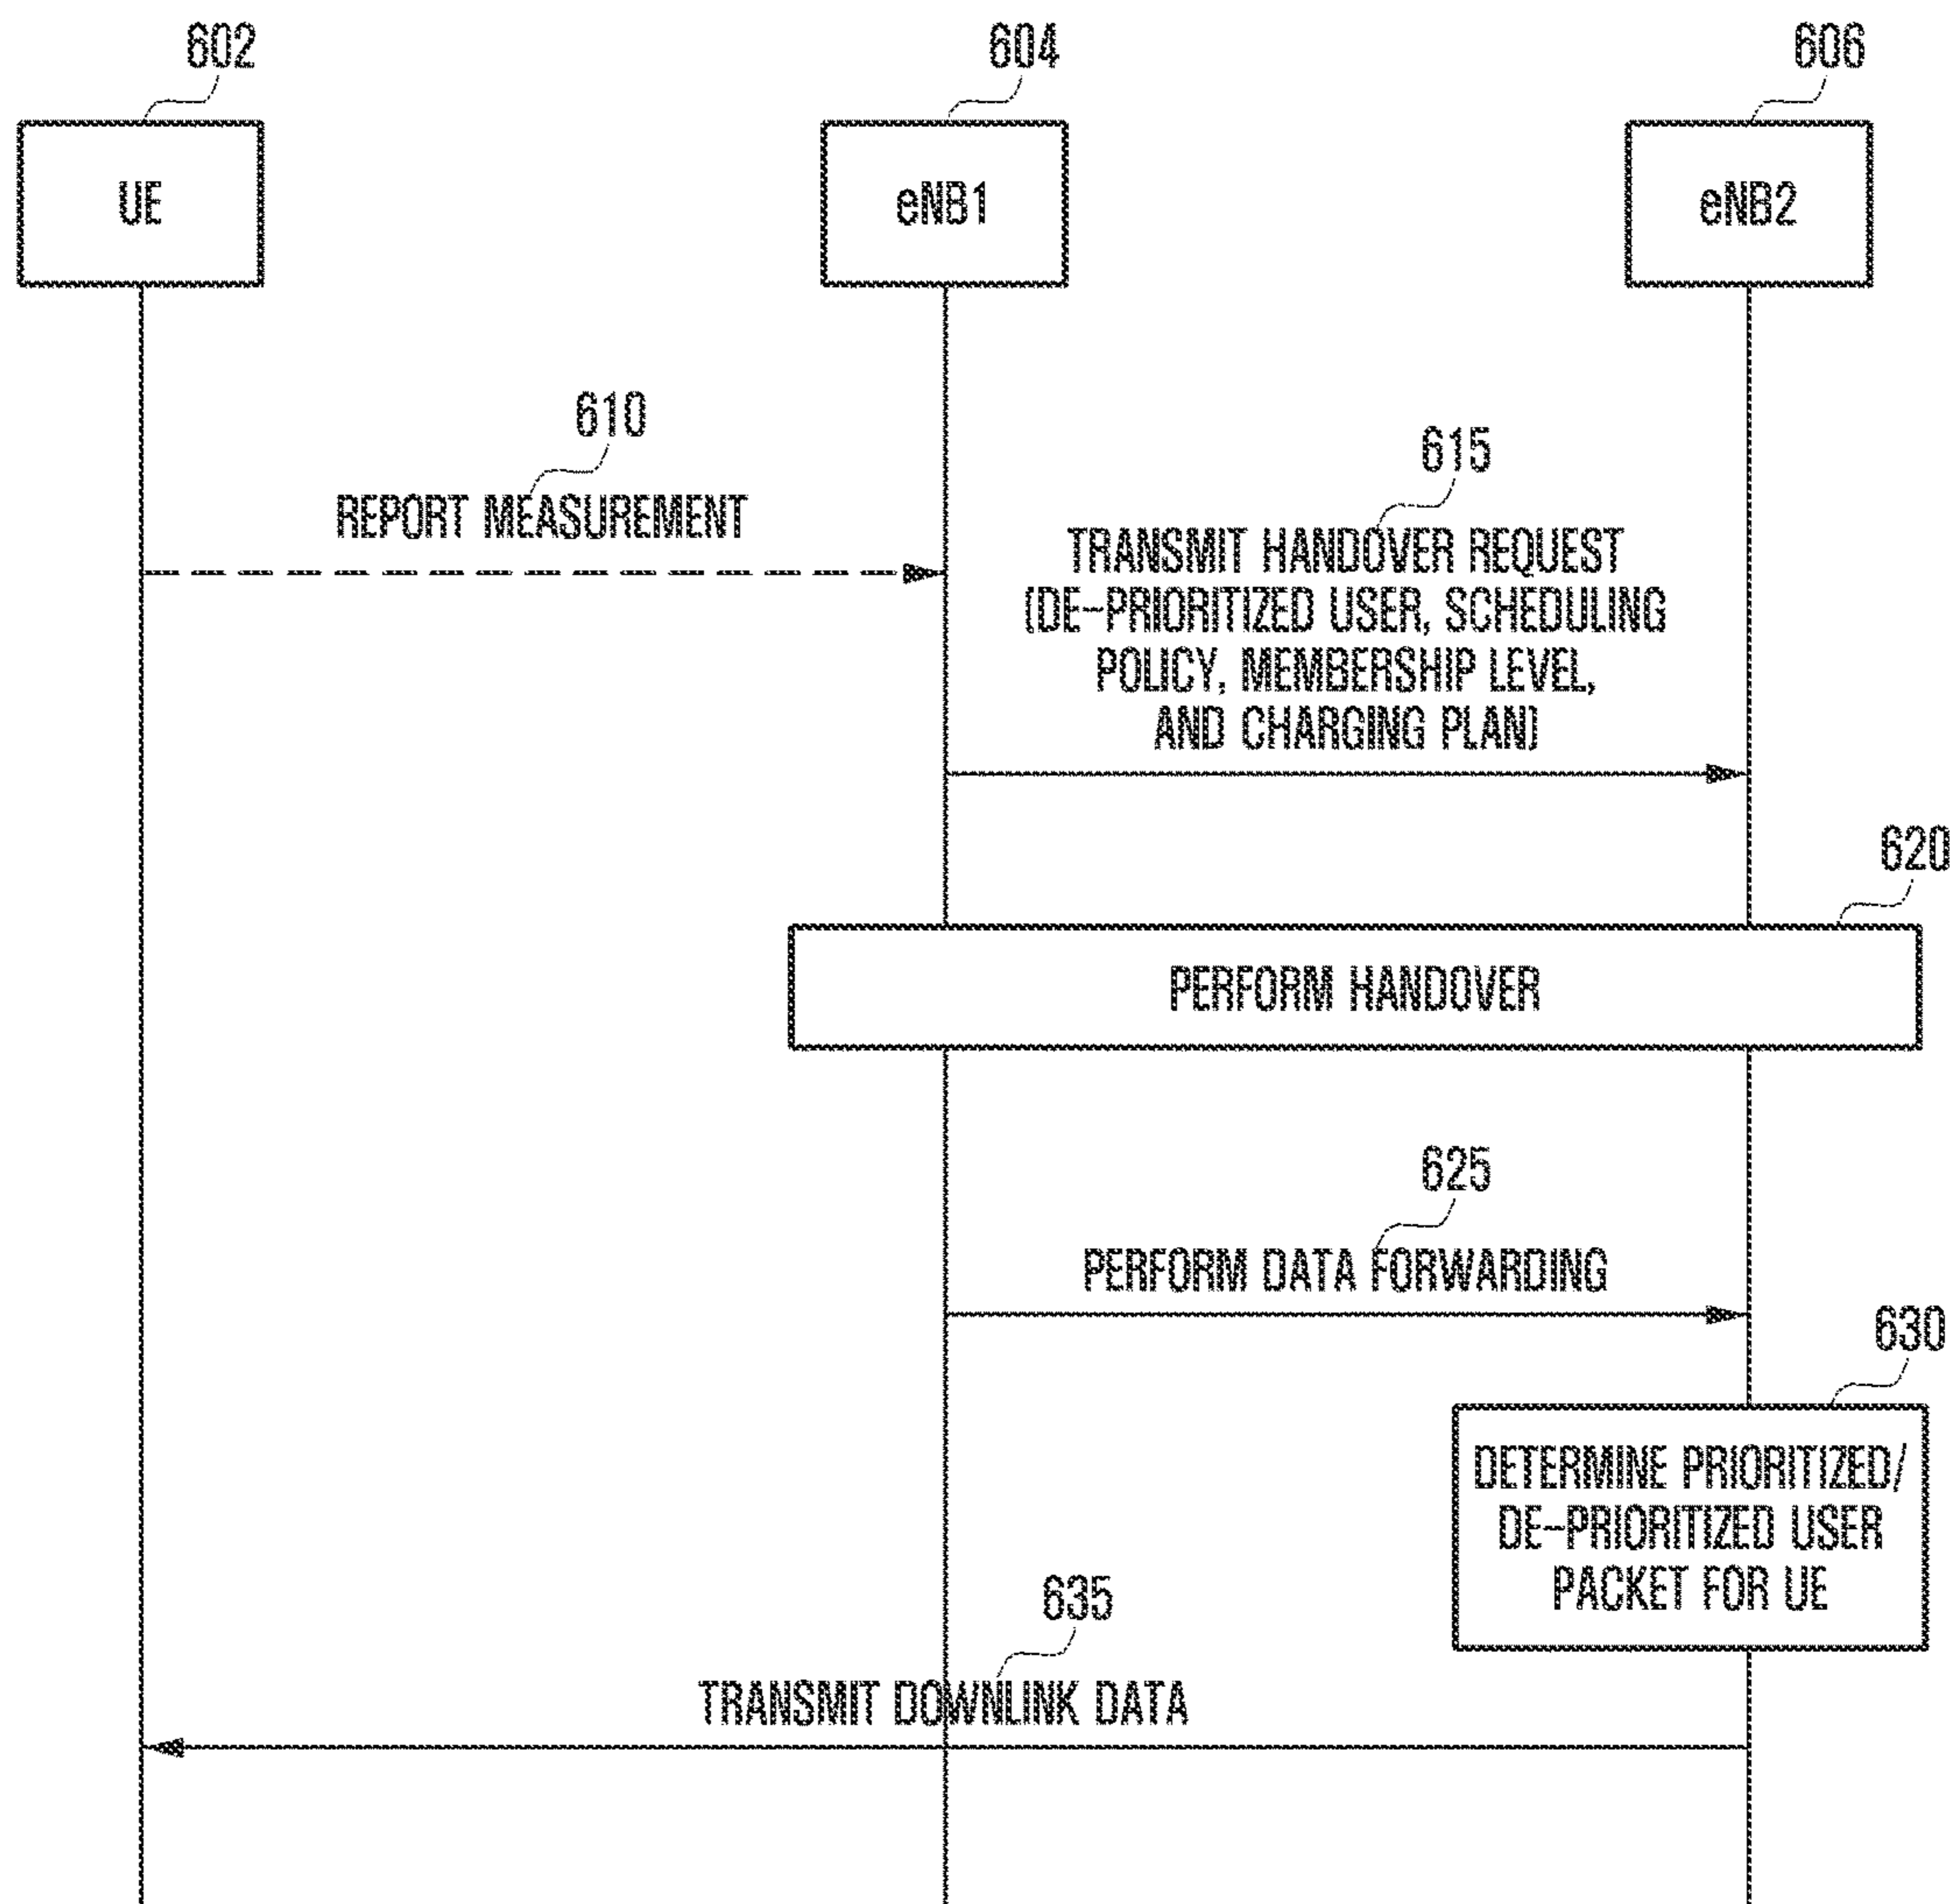 602
604
606
UE
eNB1
eNB2
610
REPORT MEASUREMENT
615
TRANSMIT HANDOVER REQUEST
(DE-PRIORITIZED USER, SCHEDULING
POLICY, MEMBERSHIP LEVEL,
AND CHARGING PLAN)
620
PERFORM HANDOVER
625
PERFORM DATA FORWARDING
630
DETERMINE PRIORITIZED/
DE-PRIORITIZED USER
PACKET FOR UE
635
TRANSMIT DOWNLINK DATA